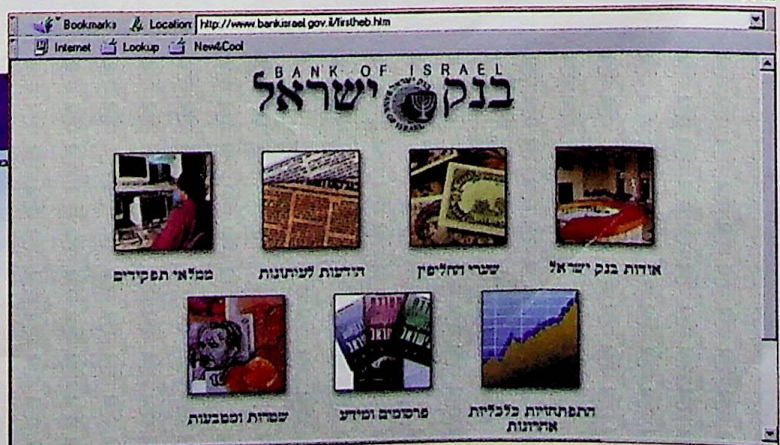 Bookmarks Location: http://www.bankisrael.gov.il/firstheb.htm
Internet Lookup New&Cool
BANK OF ISRAEL
בנק ישראל
אודות בנק ישראל
שערי החליפין
הודעות לעיתונות
ממלאי תפקידים
התפתחויות כלכליות
אחרונות
פרסומים ומידע
שטרות ומטבעות